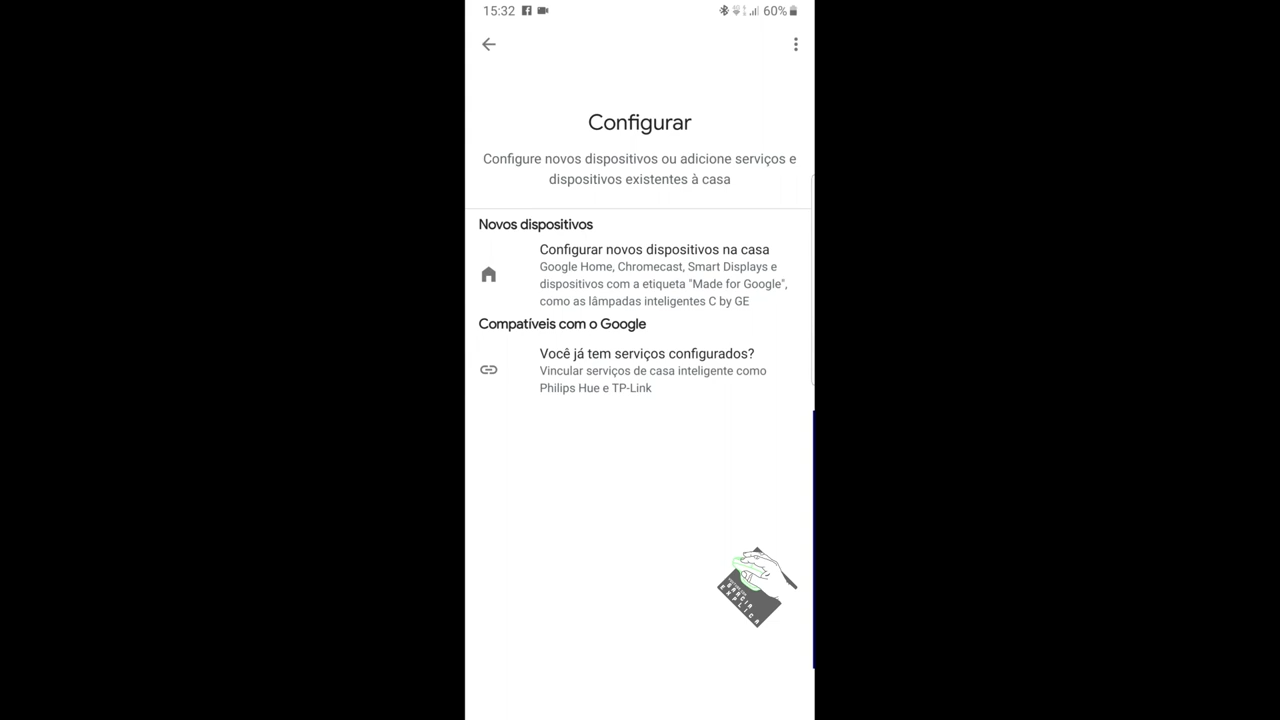 15:32 60%
Configurar
Configure novos dispositivos ou adicione serviços e
dispositivos existentes à casa
Novos dispositivos
Configurar novos dispositivos na casa
Google Home, Chromecast, Smart Displays e
dispositivos com a etiqueta "Made for Google",
como as lâmpadas inteligentes C by GE
Compatíveis com o Google
Você já tem serviços configurados?
Vincular serviços de casa inteligente como
Philips Hue e TP-Link
GARCIA
EXPLICA